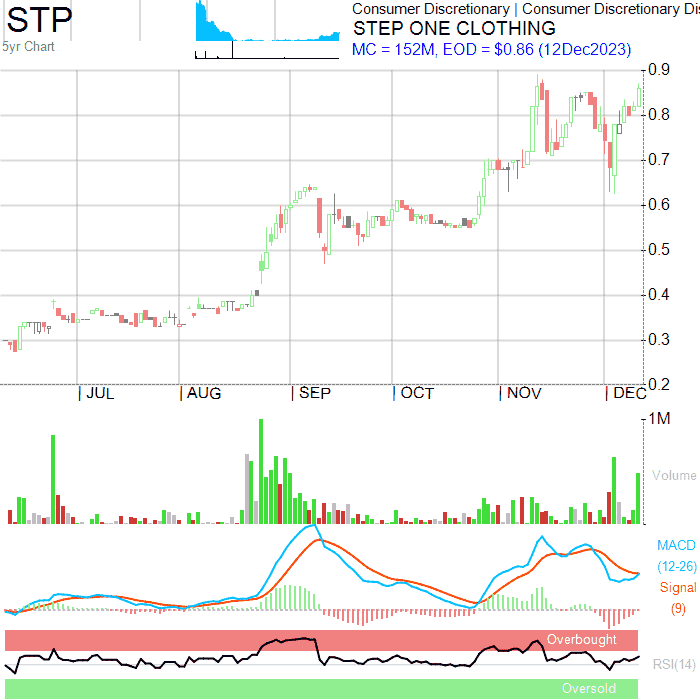 STP
5yr Chart
Consumer Discretionary | Consumer Discretionary Dis
STEP ONE CLOTHING
MC = 152M, EOD = $0.86 (12Dec2023)
0.9
0.8
0.7
0.6
0.5
0.4
0.3
0.2
| JUL | AUG | SEP | OCT | NOV | DEC
1M
Volume
MACD
(12-26)
Signal
(9)
Overbought
RSI(14)
Oversold